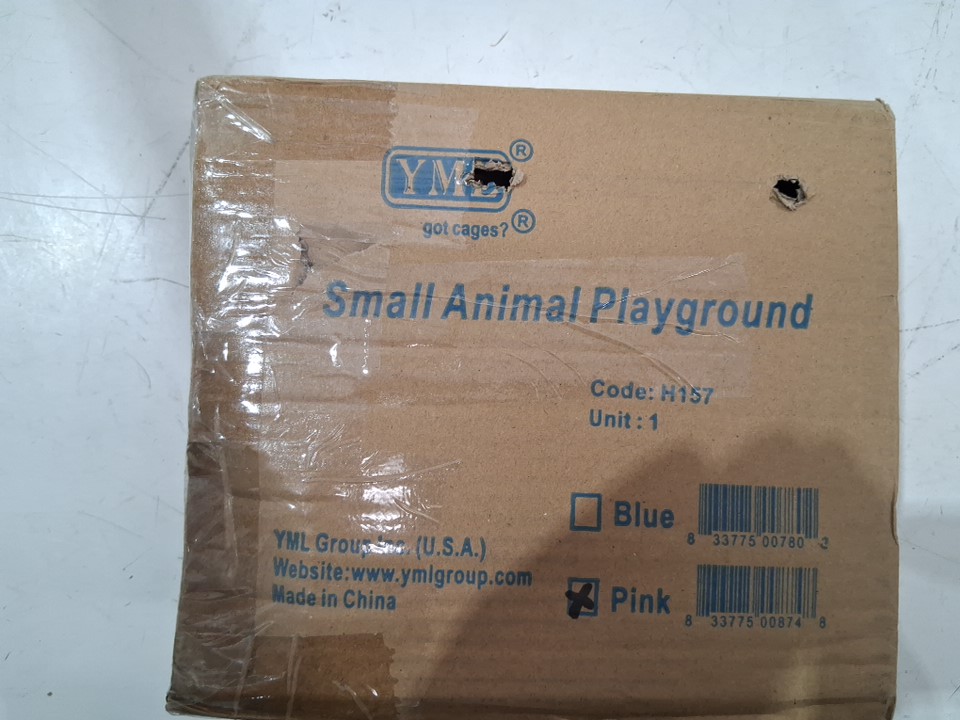 YML®
got cages?®
Small Animal Playground
Code: H157
Unit : 1
Blue
8 33775 00780 3
YML Group Inc. (U.S.A.)
Website:www.ymlgroup.com
Made in China
Pink
8 33775 00874 8